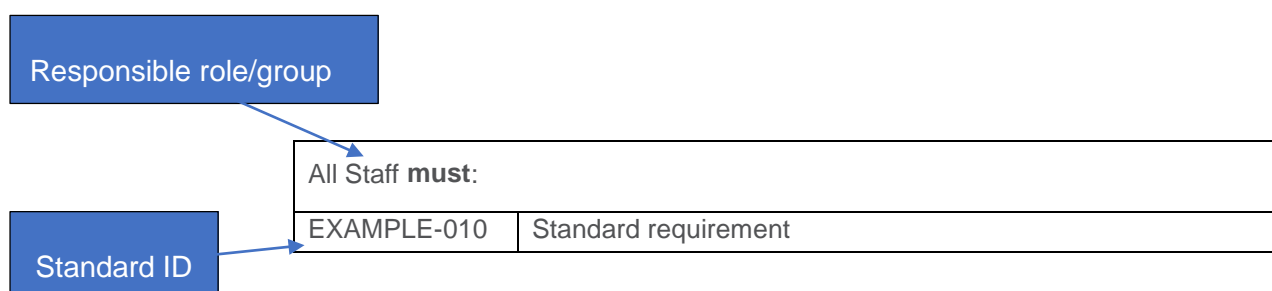 Responsible role/group
All Staff must:
EXAMPLE-010 Standard requirement
Standard ID